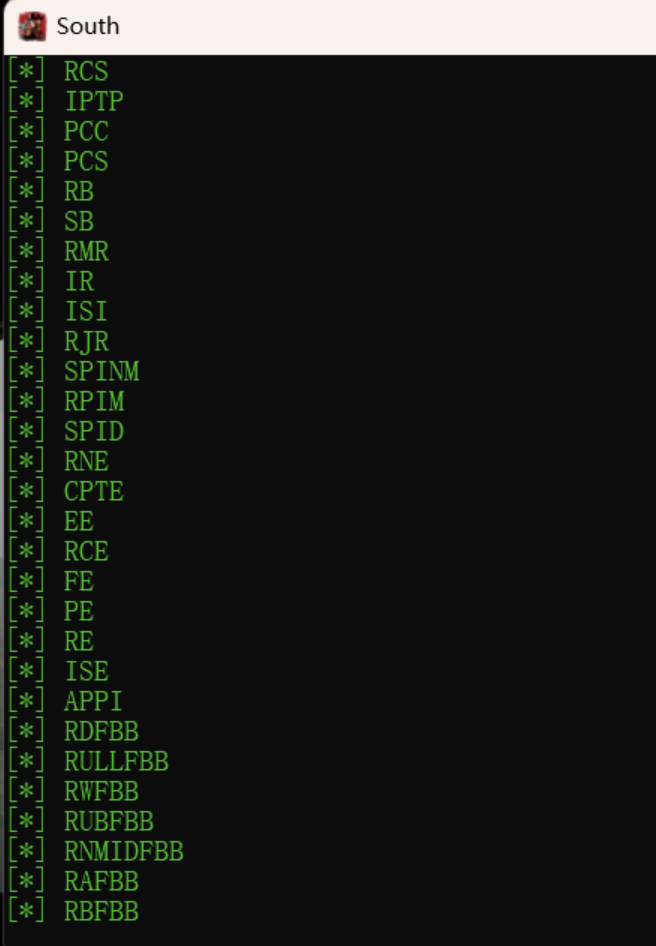 South
[*] RCS
[*] IPTP
[*] PCC
[*] PCS
[*] RB
[*] SB
[*] RMR
[*] IR
[*] ISI
[*] RJR
[*] SPINM
[*] RPIM
[*] SPID
[*] RNE
[*] CPTE
[*] EE
[*] RCE
[*] FE
[*] PE
[*] RE
[*] ISE
[*] APPI
[*] RDFBB
[*] RULLFBB
[*] RWFBB
[*] RUBFBB
[*] RNMIDFBB
[*] RAFBB
[*] RBFBB